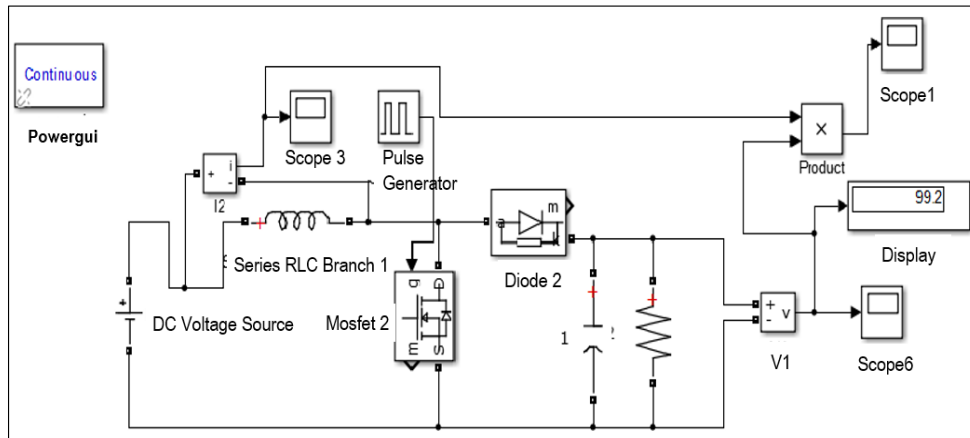 Continuous
Powergui
Scope 3
Pulse
Generator
Scope1
X
Product
99.2
Display
+
i
-
I2
Series RLC Branch 1
DC Voltage Source
+
g
D
m
S
Mosfet 2
a
m
k
Diode 2
1
+
-
v
V1
Scope6